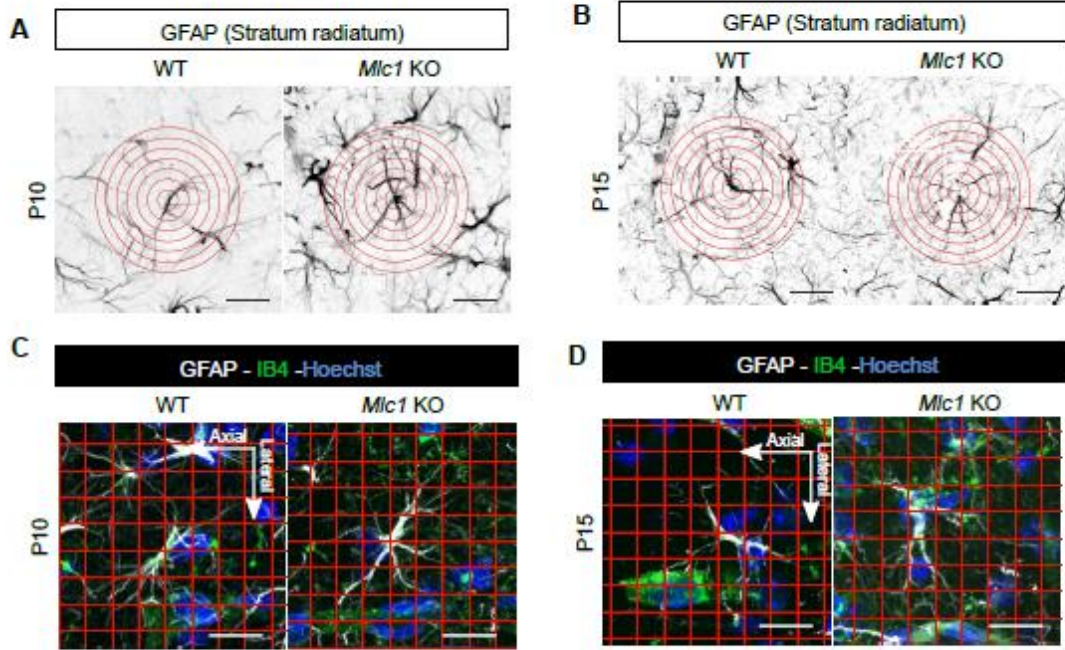 A
GFAP (Stratum radiatum)
WT
Mlc1 KO
P10
B
GFAP (Stratum radiatum)
WT
Mlc1 KO
P15
C
GFAP - IB4 -Hoechst
WT
Mlc1 KO
Axial
Lateral
P10
D
GFAP - IB4 -Hoechst
WT
Mlc1 KO
Axial
Lateral
P15